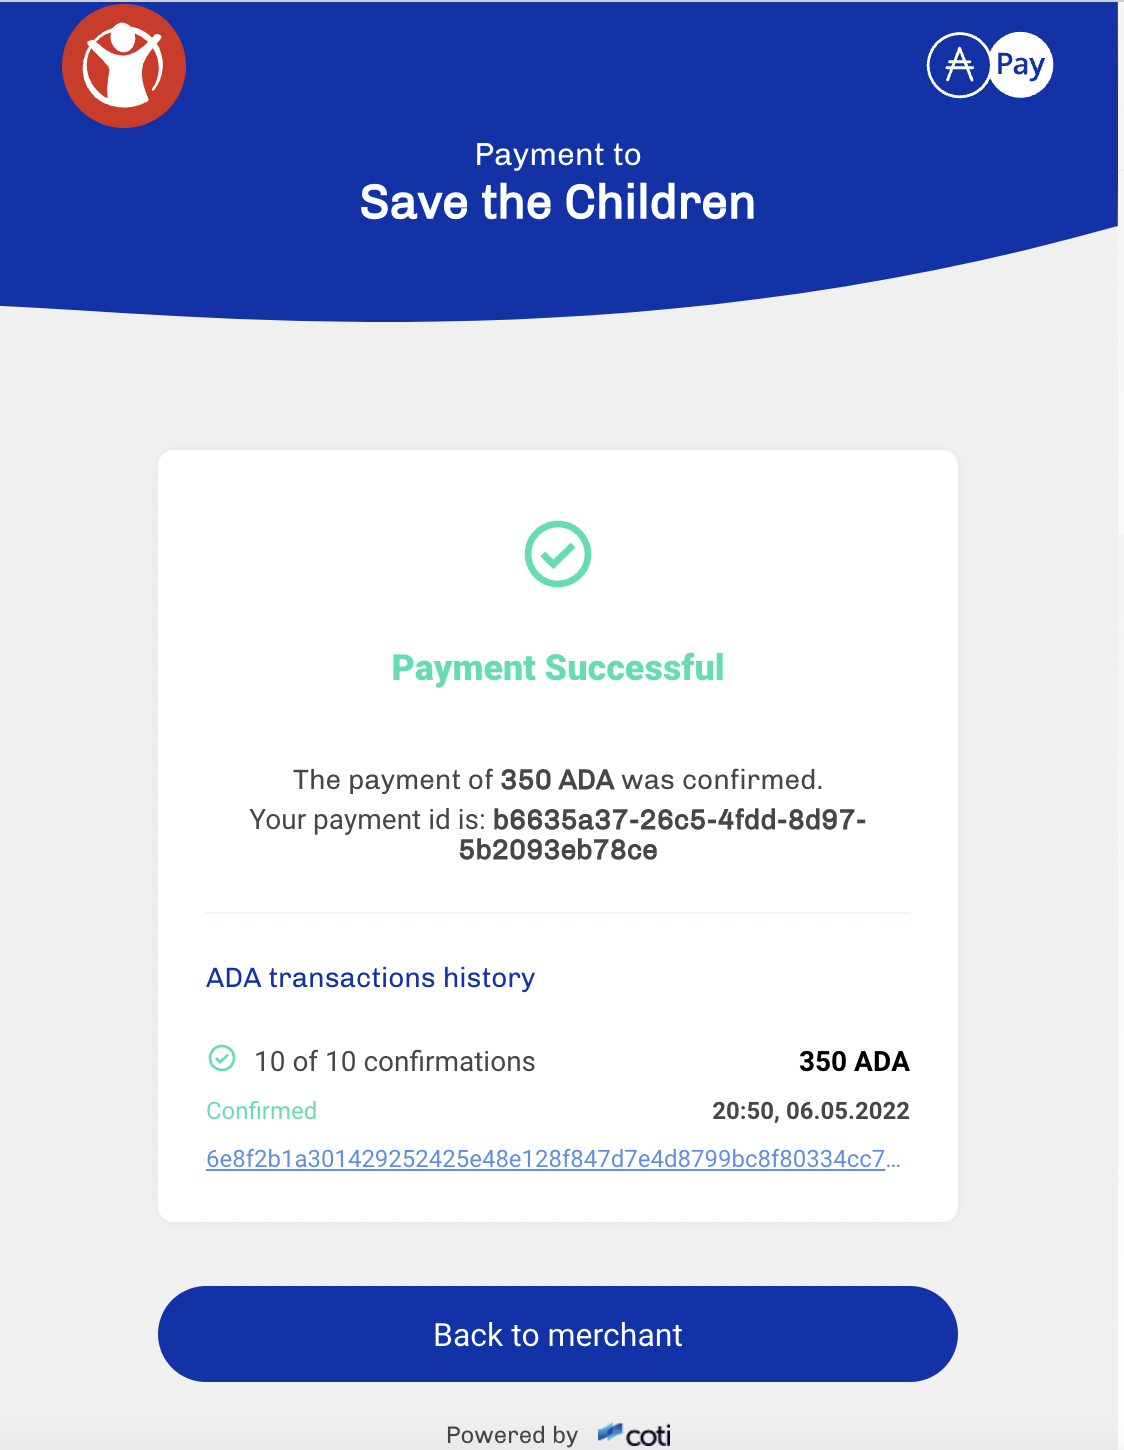 Pay
Payment to
Save the Children
Payment Successful
The payment of 350 ADA was confirmed.
Your payment id is: b6635a37-26c5-4fdd-8d97-
5b2093eb78ce
ADA transactions history
10 of 10 confirmations 350 ADA
Confirmed 20:50, 06.05.2022
6e8f2b1a301429252425e48e128f847d7e4d8799bc8f80334cc7...
Back to merchant
Powered by coti